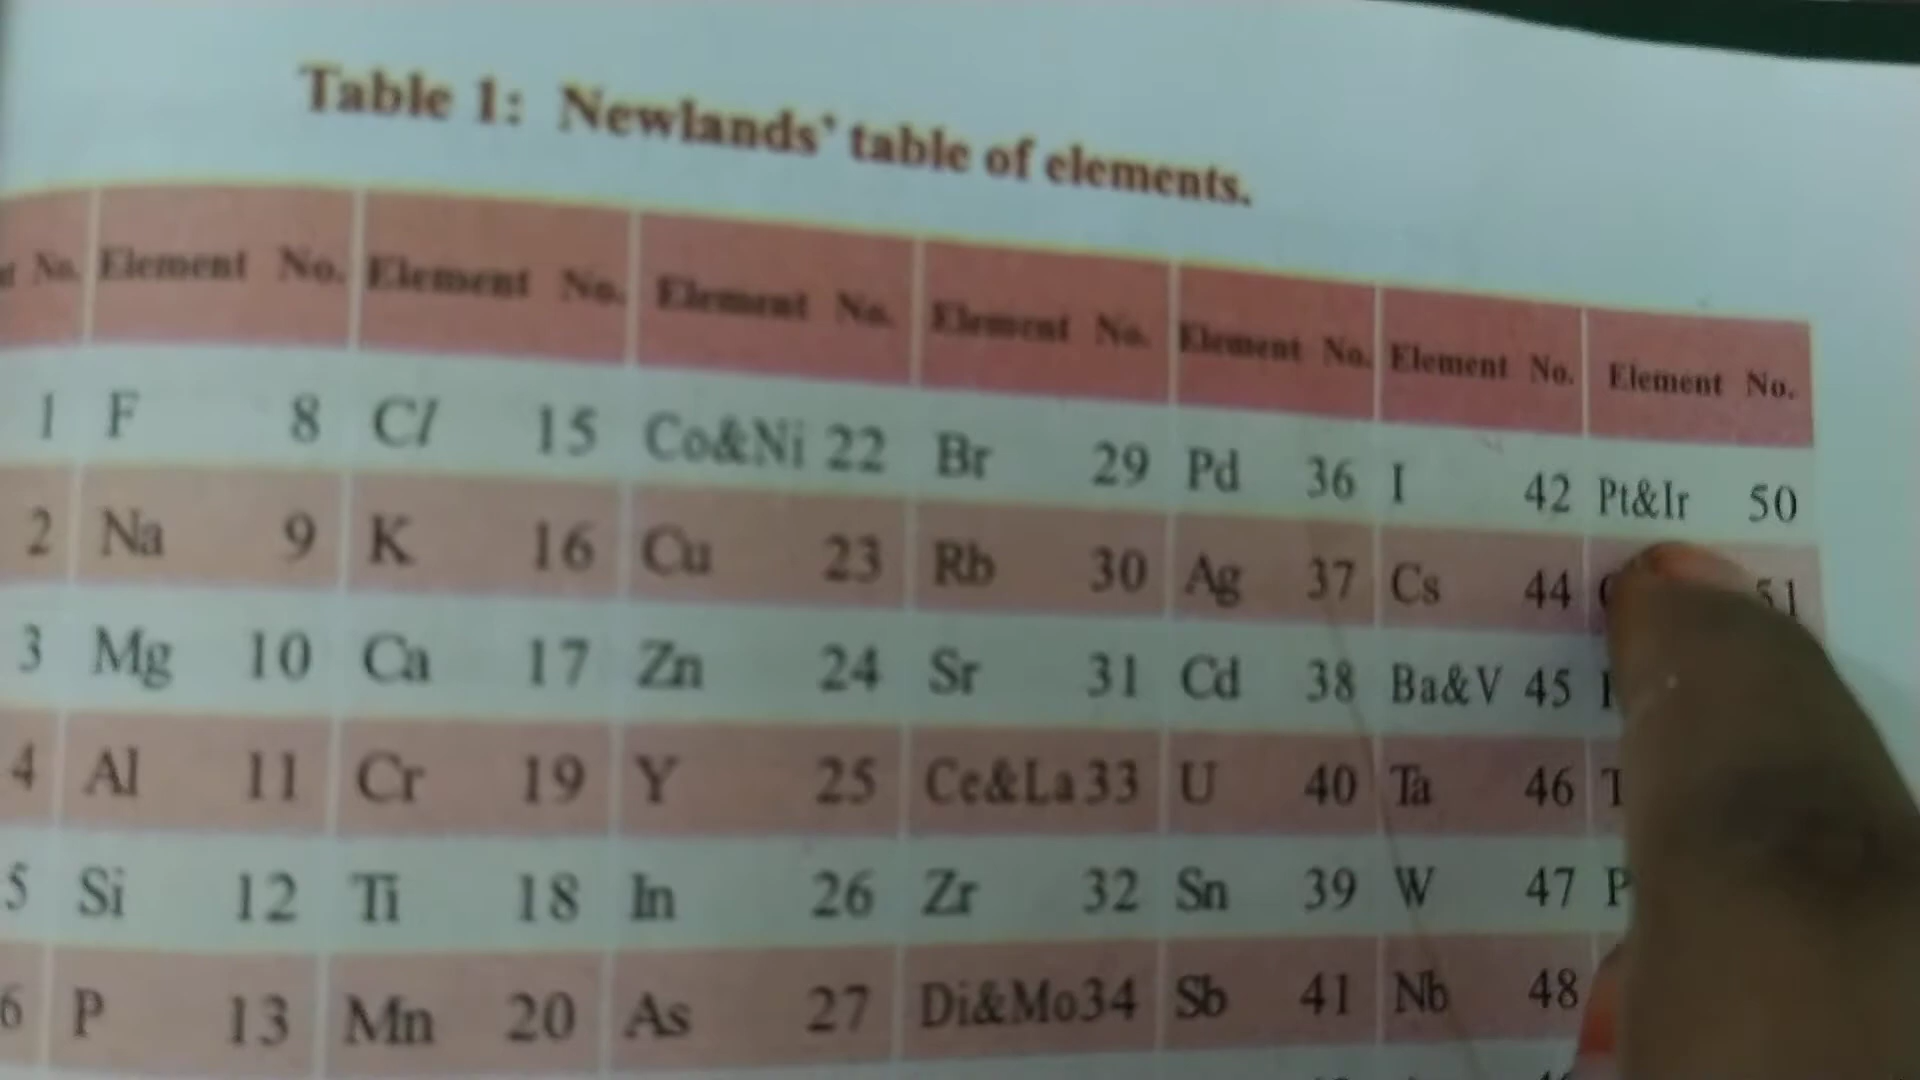 Table 1: Newlands' table of elements.
No. Element No. Element No. Element No. Element No. Element No. Element No. Element No.
1 F 8 Cl 15 Co&Ni 22 Br 29 Pd 36 I 42 Pt&Ir 50
2 Na 9 K 16 Cu 23 Rb 30 Ag 37 Cs 44 51
3 Mg 10 Ca 17 Zn 24 Sr 31 Cd 38 Ba&V 45
4 Al 11 Cr 19 Y 25 Ce&La 33 U 40 Ta 46
5 Si 12 Ti 18 In 26 Zr 32 Sn 39 W 47
6 P 13 Mn 20 As 27 Di&Mo 34 Sb 41 Nb 48